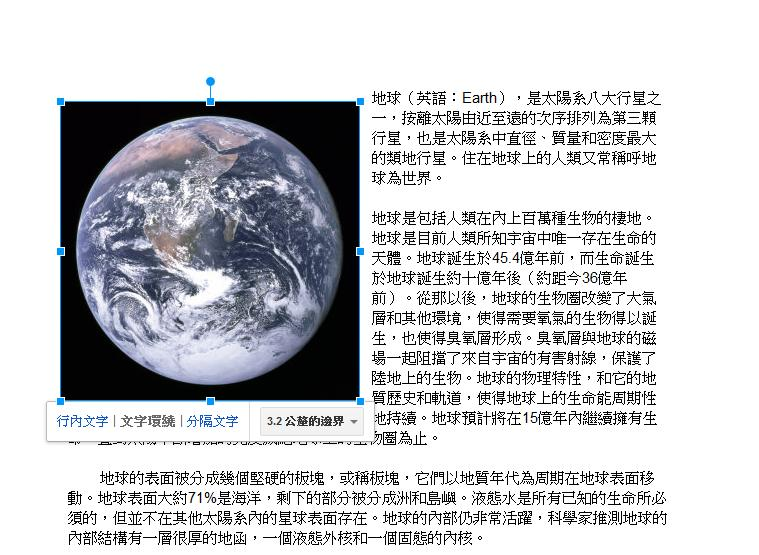 地球（英語：Earth），是太陽系八大行星之
一，按離太陽由近至遠的次序排列為第三顆
行星，也是太陽系中直徑、質量和密度最大
的類地行星。住在地球上的人類又常稱呼地
球為世界。
地球是包括人類在內上百萬種生物的棲地。
地球是目前人類所知宇宙中唯一存在生命的
天體。地球誕生於45.4億年前，而生命誕生
於地球誕生約十億年後（約距今36億年
前）。從那以後，地球的生物圈改變了大氣
層和其他環境，使得需要氧氣的生物得以誕
生，也使得臭氧層形成。臭氧層與地球的磁
場一起阻擋了來自宇宙的有害射線，保護了
陸地上的生物。地球的物理特性，和它的地
質歷史和軌道，使得地球上的生命能周期性
地持續。地球預計將在15億年內繼續擁有生
物圈為止。
行內文字 | 文字環繞 | 分隔文字
3.2 公釐的邊界
地球的表面被分成幾個堅硬的板塊，或稱板塊，它們以地質年代為周期在地球表面移
動。地球表面大約71%是海洋，剩下的部分被分成洲和島嶼。液態水是所有已知的生命所必
須的，但並不在其他太陽系內的星球表面存在。地球的內部仍非常活躍，科學家推測地球的
內部結構有一層很厚的地函，一個液態外核和一個固態的內核。